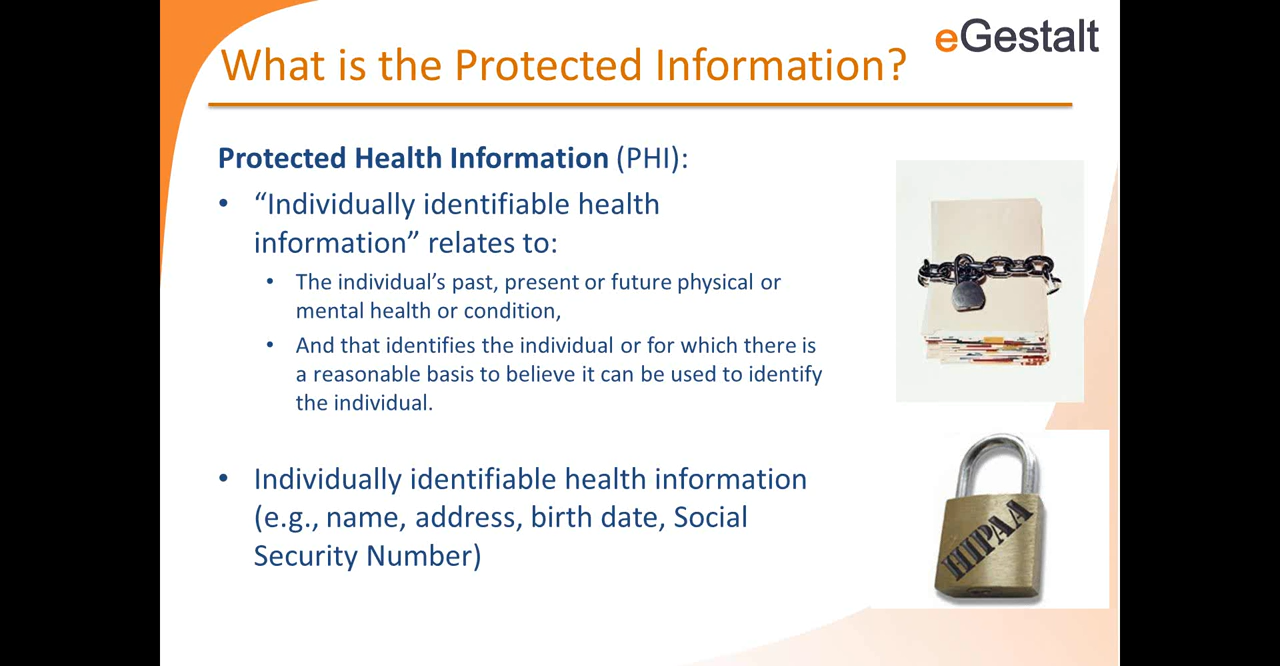 eGestalt
What is the Protected Information?
Protected Health Information (PHI):
• “Individually identifiable health
information” relates to:
• The individual’s past, present or future physical or
mental health or condition,
• And that identifies the individual or for which there is
a reasonable basis to believe it can be used to identify
the individual.
• Individually identifiable health information
(e.g., name, address, birth date, Social
Security Number)
HIPAA